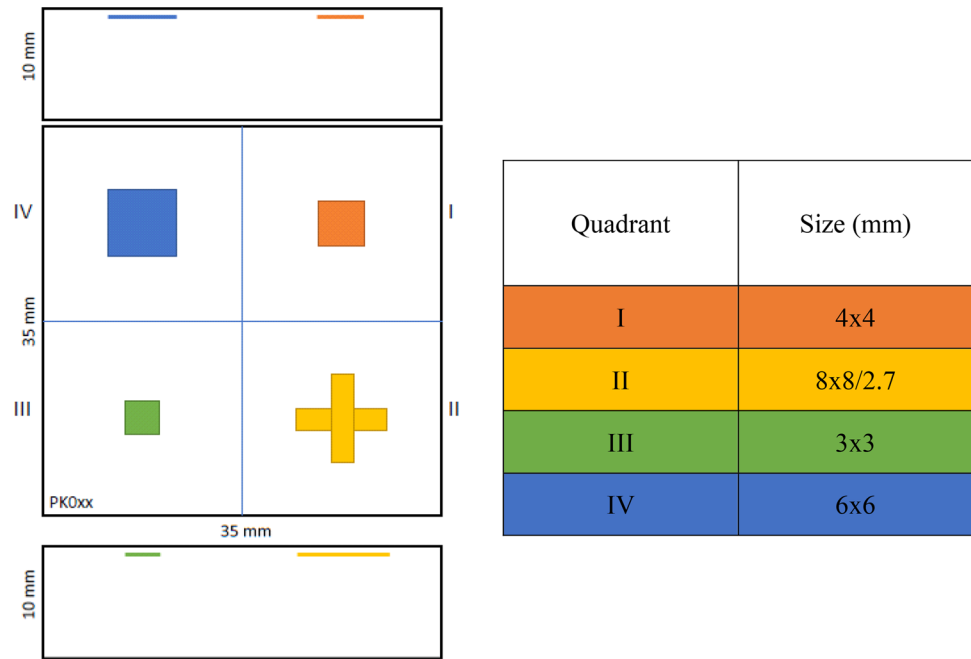 10 mm
IV
I
35 mm
III
II
PK0xx
35 mm
10 mm
Quadrant Size (mm)
I 4x4
II 8x8/2.7
III 3x3
IV 6x6